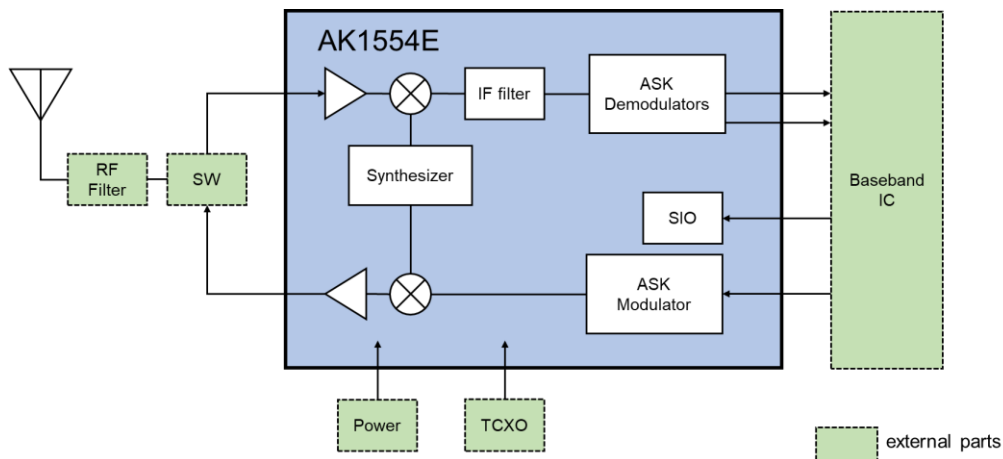 AK1554E
IF filter
ASK
Demodulators
RF
Filter
SW
Synthesizer
Baseband
IC
SIO
ASK
Modulator
Power
TCXO
external parts